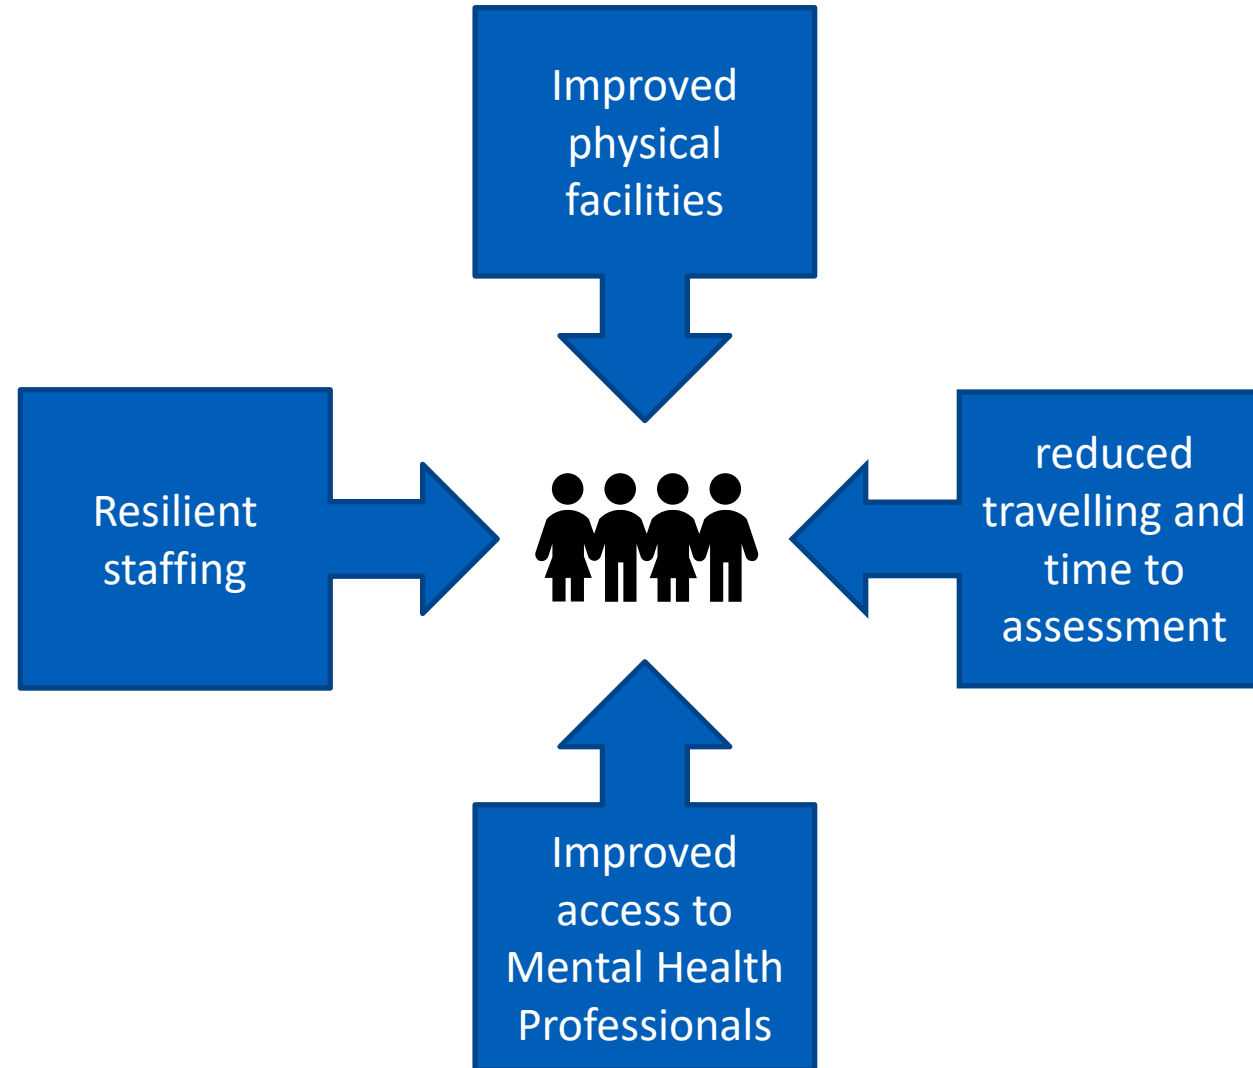 Improved
physical
facilities
Resilient
staffing
reduced
travelling and
time to
assessment
Improved
access to
Mental Health
Professionals